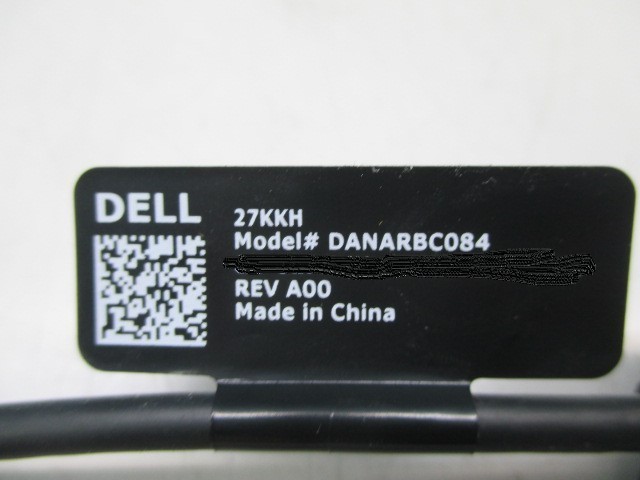 DELL
27KKH
Model# DANARBC084
REV A00
Made in China